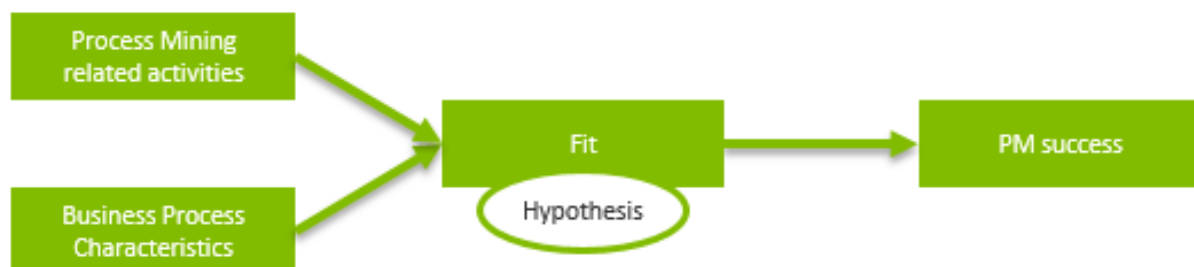 Process Mining
related activities
Business Process
Characteristics
Fit
Hypothesis
PM success